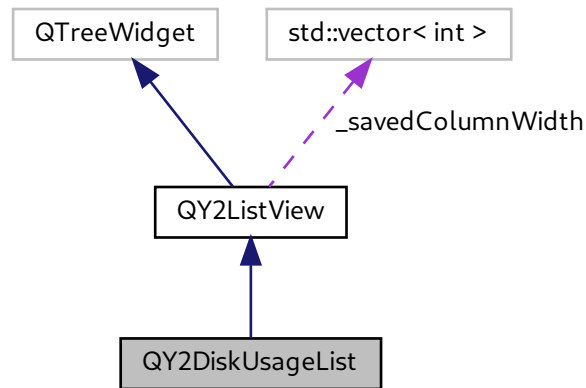 QTreeWidget
std::vector< int >
_savedColumnWidth
QY2ListView
QY2DiskUsageList